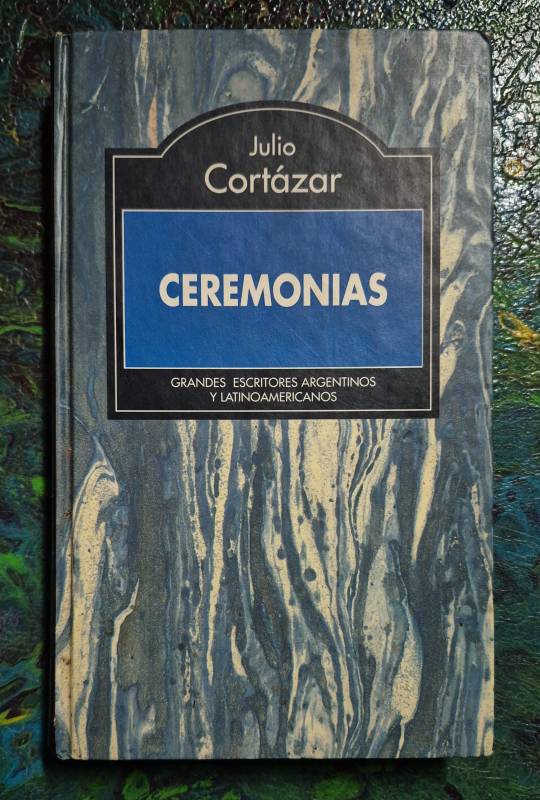 Julio
Cortázar
CEREMONIAS
GRANDES ESCRITORES ARGENTINOS
Y LATINOAMERICANOS